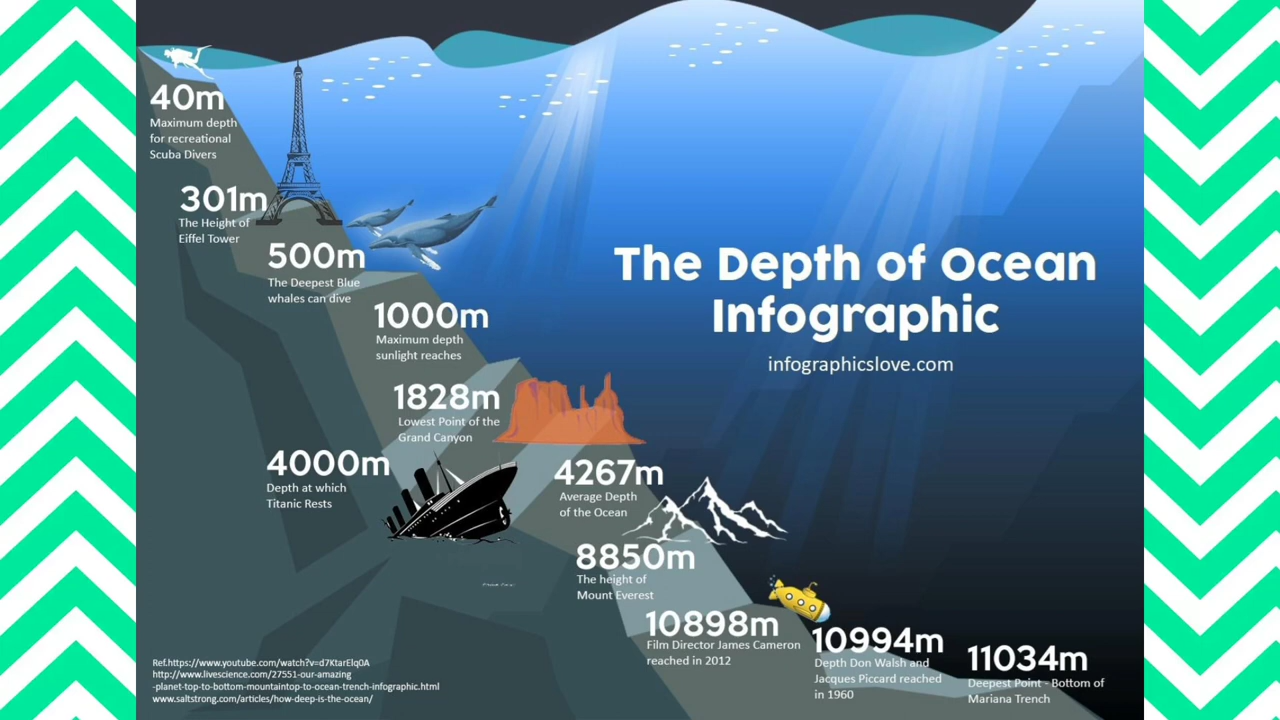 40m
Maximum depth
for recreational
Scuba Divers
301m
The Height of
Eiffel Tower
500m
The Deepest Blue
whales can dive
1000m
Maximum depth
sunlight reaches
The Depth of Ocean
Infographic
infographicslove.com
1828m
Lowest Point of the
Grand Canyon
4000m
Depth at which
Titanic Rests
4267m
Average Depth
of the Ocean
8850m
The height of
Mount Everest
10898m
Film Director James Cameron
reached in 2012
10994m
Depth Don Walsh and
Jacques Piccard reached
in 1960
11034m
Deepest Point - Bottom of
Mariana Trench
Ref.https://www.youtube.com/watch?v=d7KtarElq0A
http://www.livescience.com/27551-our-amazing
-planet-top-to-bottom-mountaintop-to-ocean-trench-infographic.html
www.saltstrong.com/articles/how-deep-is-the-ocean/